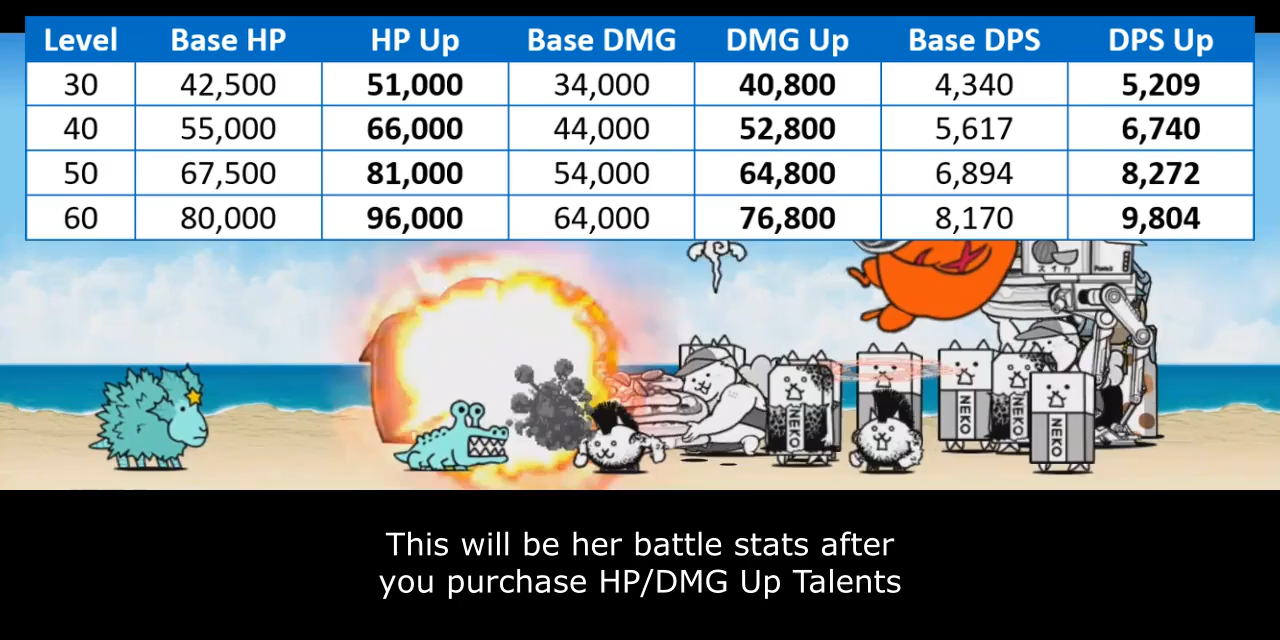 Level Base HP HP Up Base DMG DMG Up Base DPS DPS Up
30 42,500 51,000 34,000 40,800 4,340 5,209
40 55,000 66,000 44,000 52,800 5,617 6,740
50 67,500 81,000 54,000 64,800 6,894 8,272
60 80,000 96,000 64,000 76,800 8,170 9,804
スイカ
NEKO
NEKO
NEKO
NEKO
This will be her battle stats after
you purchase HP/DMG Up Talents